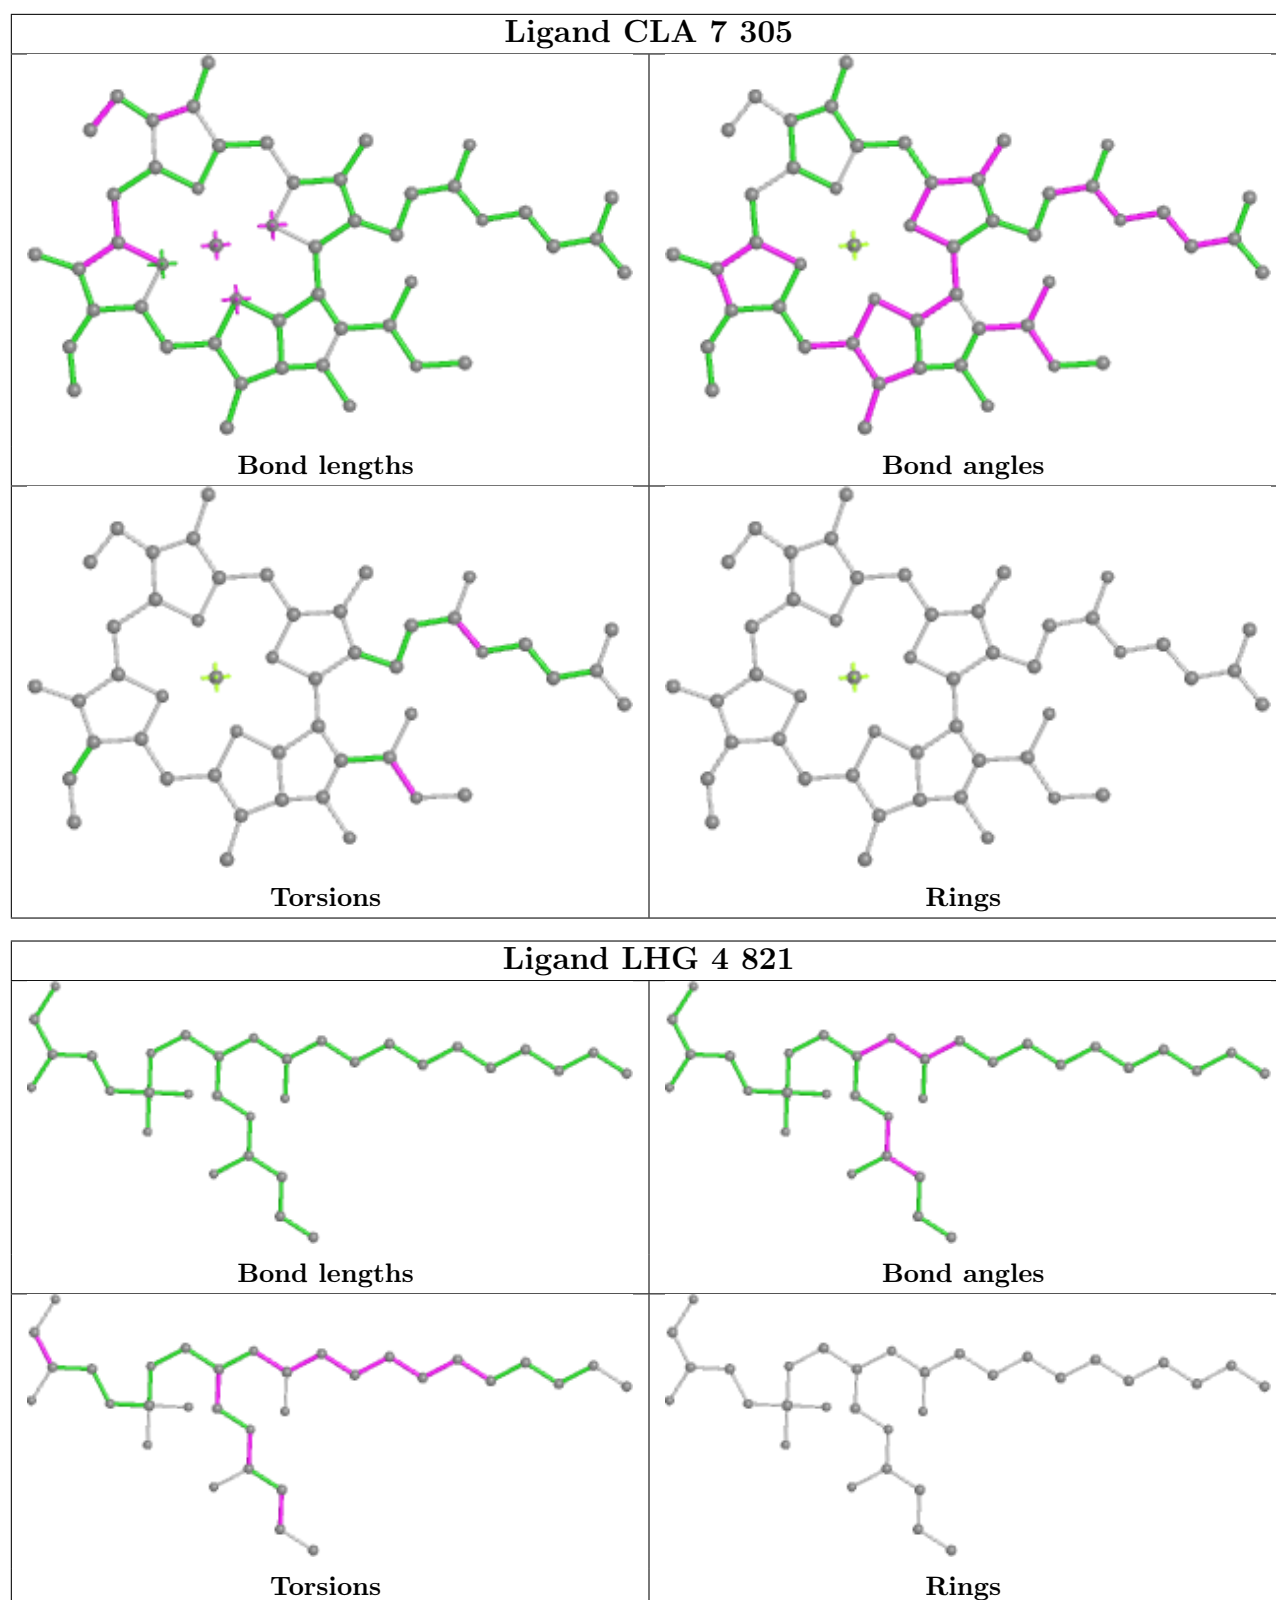 Ligand CLA 7 305
Bond lengths
Bond angles
Torsions
Rings
Ligand LHG 4 821
Bond lengths
Bond angles
Torsions
Rings